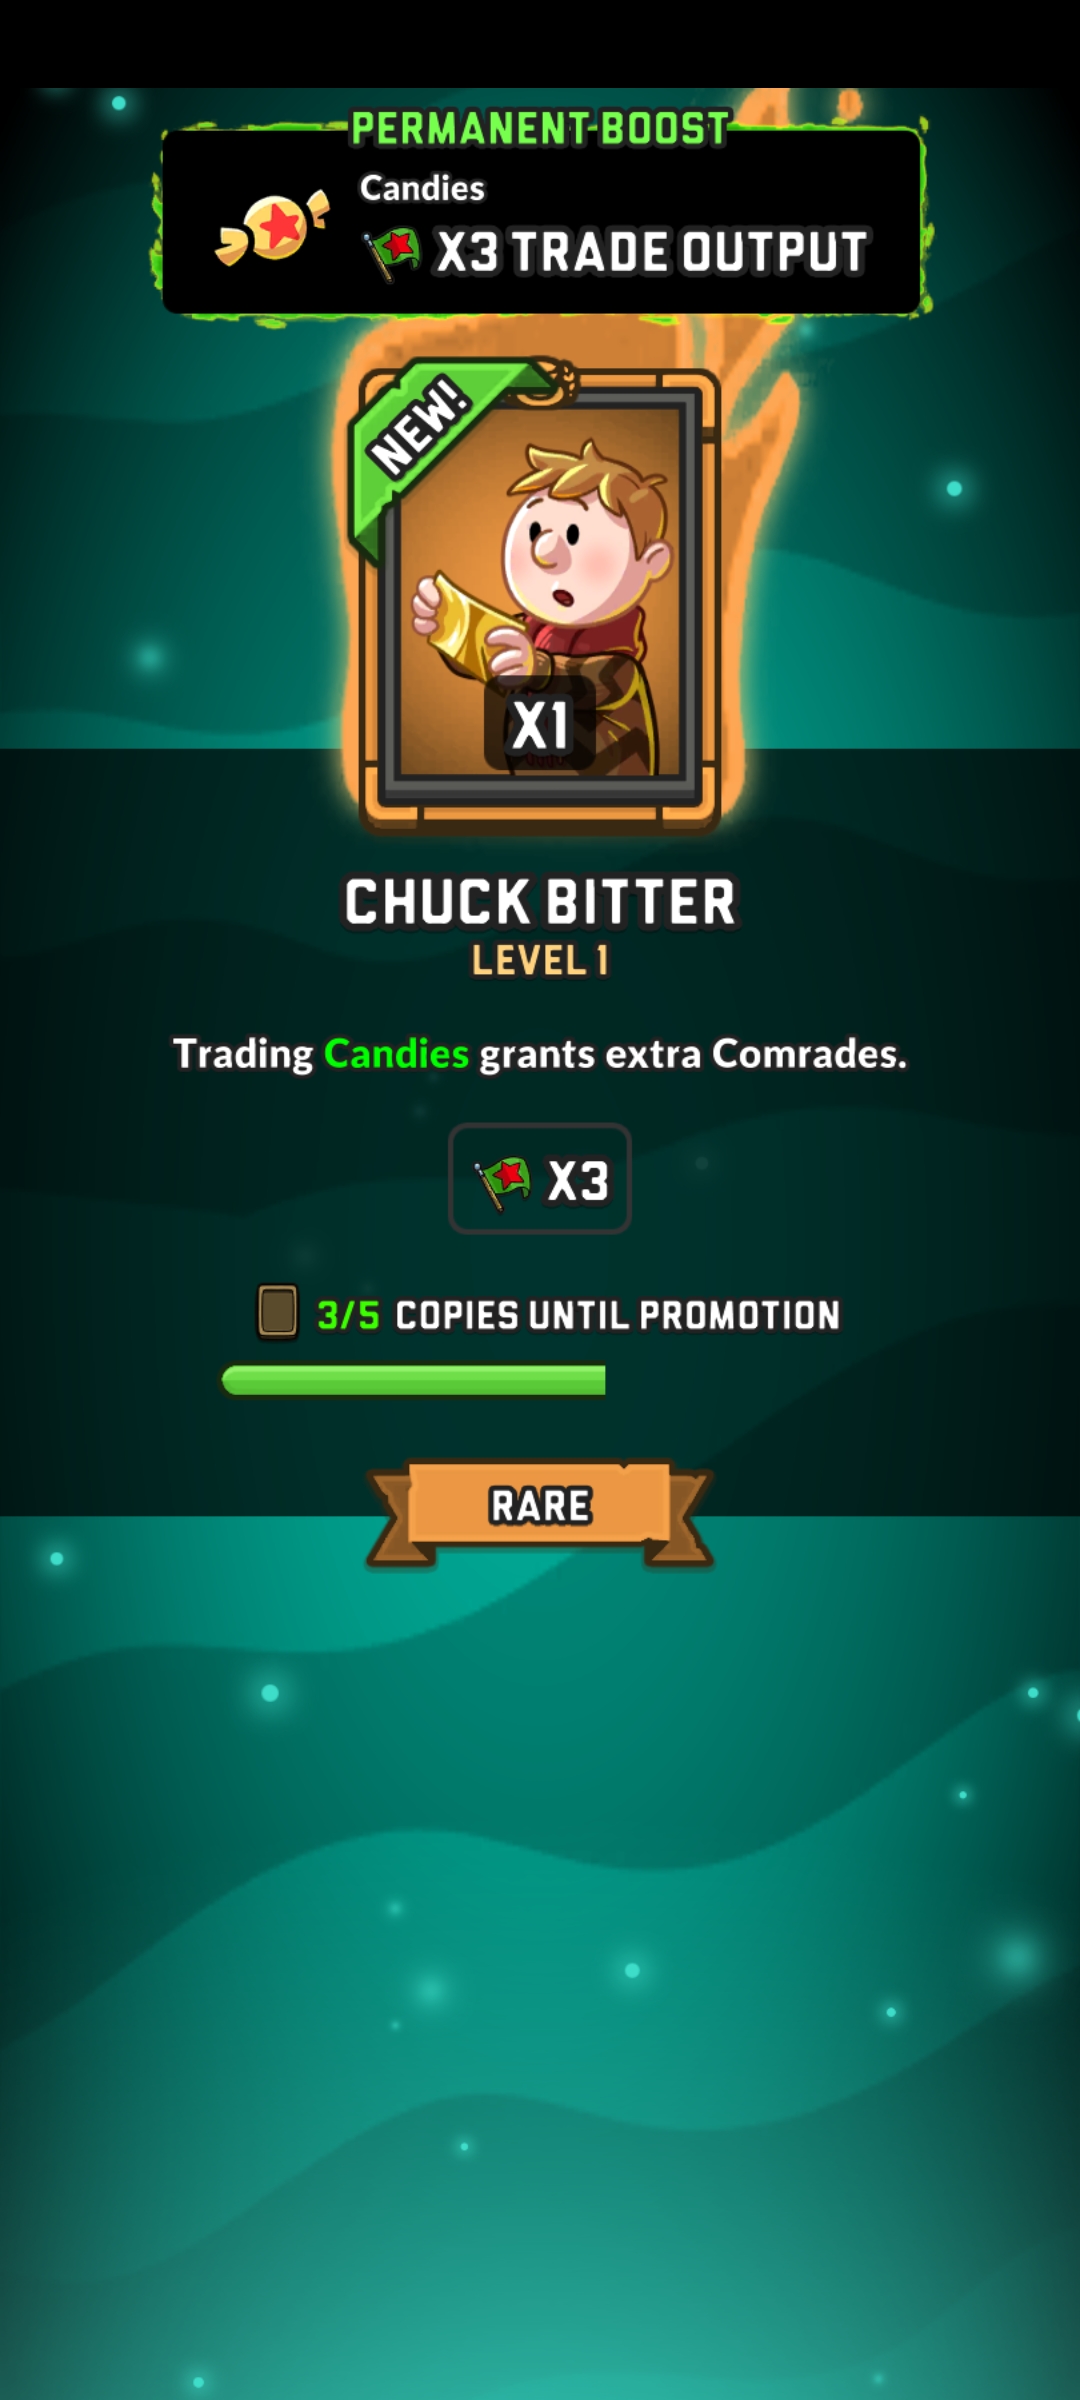 PERMANENT BOOST
Candies
X3 TRADE OUTPUT
NEW!
X1
CHUCK BITTER
LEVEL 1
Trading Candies grants extra Comrades.
X3
3/5 COPIES UNTIL PROMOTION
RARE